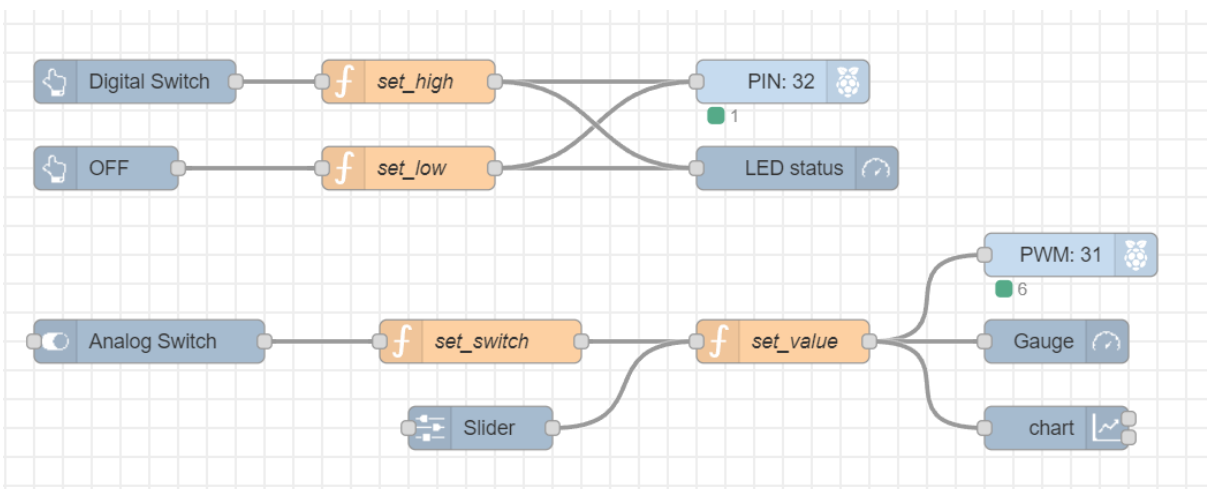 Digital Switch
set_high
PIN: 32
1
OFF
set_low
LED status
PWM: 31
6
Analog Switch
set_switch
set_value
Gauge
Slider
chart